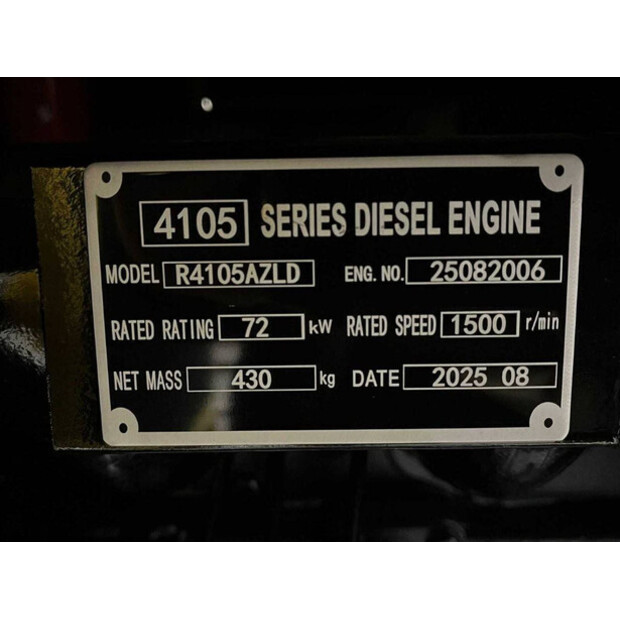 4105 SERIES DIESEL ENGINE
MODEL R4105AZLD ENG. NO. 25082006
RATED RATING 72 kW RATED SPEED 1500 r/min
NET MASS 430 kg DATE 2025 08